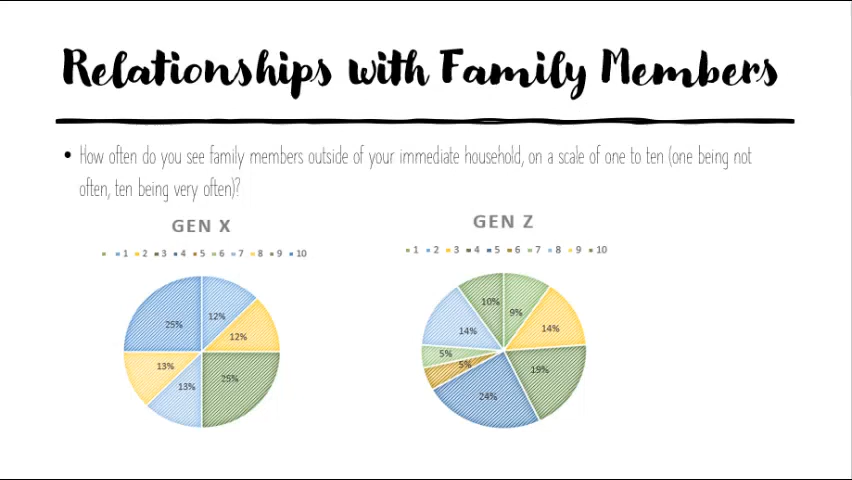 Relationships with Family Members
• How often do you see family members outside of your immediate household, on a scale of one to ten (one being not
often, ten being very often)?
GEN X
1 2 3 4 5 6 7 8 9 10
25%
12%
12%
13%
13%
25%
GEN Z
1 2 3 4 5 6 7 8 9 10
10%
9%
14%
14%
5%
5%
19%
24%